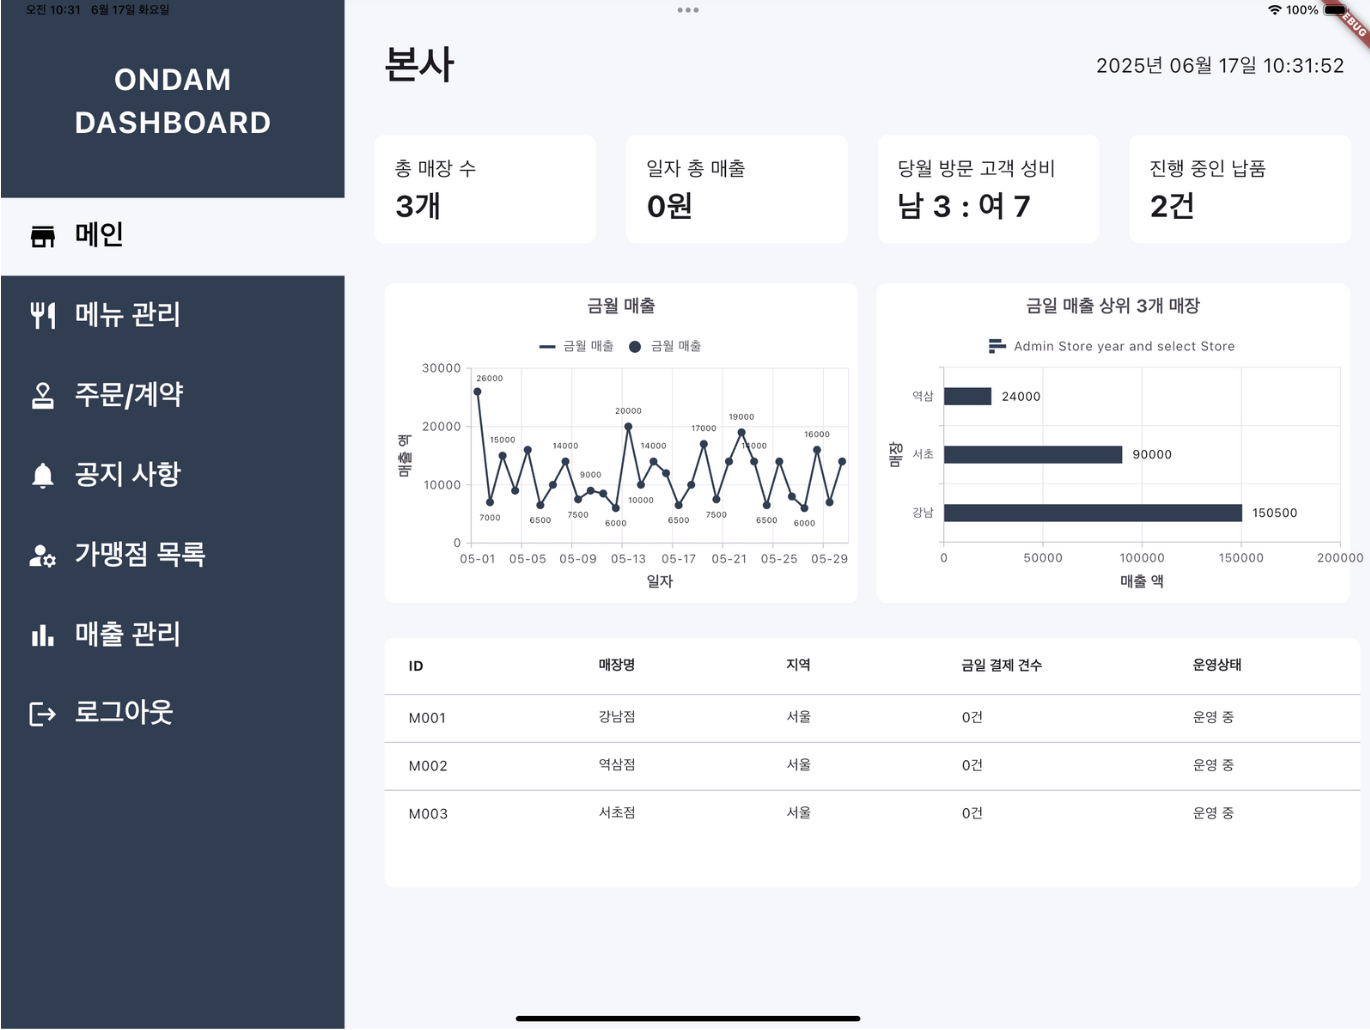 오전 10:31 6월 17일 화요일
100%
DEBUG
ONDAM
DASHBOARD
메인
메뉴 관리
주문/계약
공지 사항
가맹점 목록
매출 관리
로그아웃
본사
2025년 06월 17일 10:31:52
총 매장 수
3개
일자 총 매출
0원
당월 방문 고객 성비
남 3 : 여 7
진행 중인 납품
2건
금월 매출
금월 매출 금월 매출
매출 액
30000
20000
10000
0
26000
7000
15000
6500
14000
7500
9000
6000
20000
10000
14000
6500
17000
7500
19000
14000
6500
6000
16000
05-01 05-05 05-09 05-13 05-17 05-21 05-25 05-29
일자
금일 매출 상위 3개 매장
Admin Store year and select Store
매장
역삼 24000
서초 90000
강남 150500
0 50000 100000 150000 200000
매출 액
ID 매장명 지역 금일 결제 건수 운영상태
M001 강남점 서울 0건 운영 중
M002 역삼점 서울 0건 운영 중
M003 서초점 서울 0건 운영 중